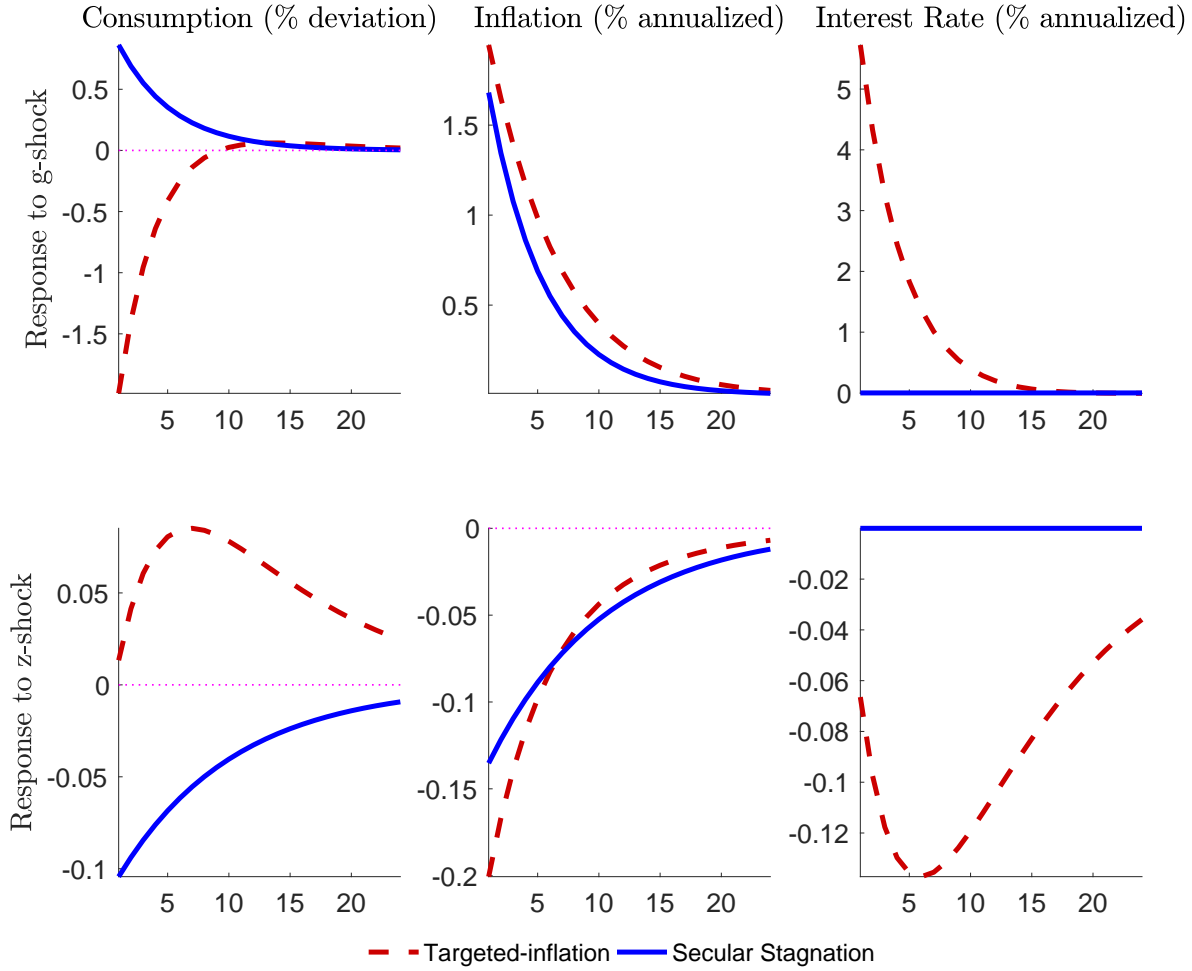 Consumption (% deviation)
Inflation (% annualized)
Interest Rate (% annualized)
Response to g-shock
0.5
0
-0.5
-1
-1.5
5 10 15 20
1.5
1
0.5
5 10 15 20
5
4
3
2
1
0
5 10 15 20
Response to z-shock
0.05
0
-0.05
-0.1
5 10 15 20
0
-0.05
-0.1
-0.15
-0.2
5 10 15 20
-0.02
-0.04
-0.06
-0.08
-0.1
-0.12
5 10 15 20
Targeted-inflation Secular Stagnation